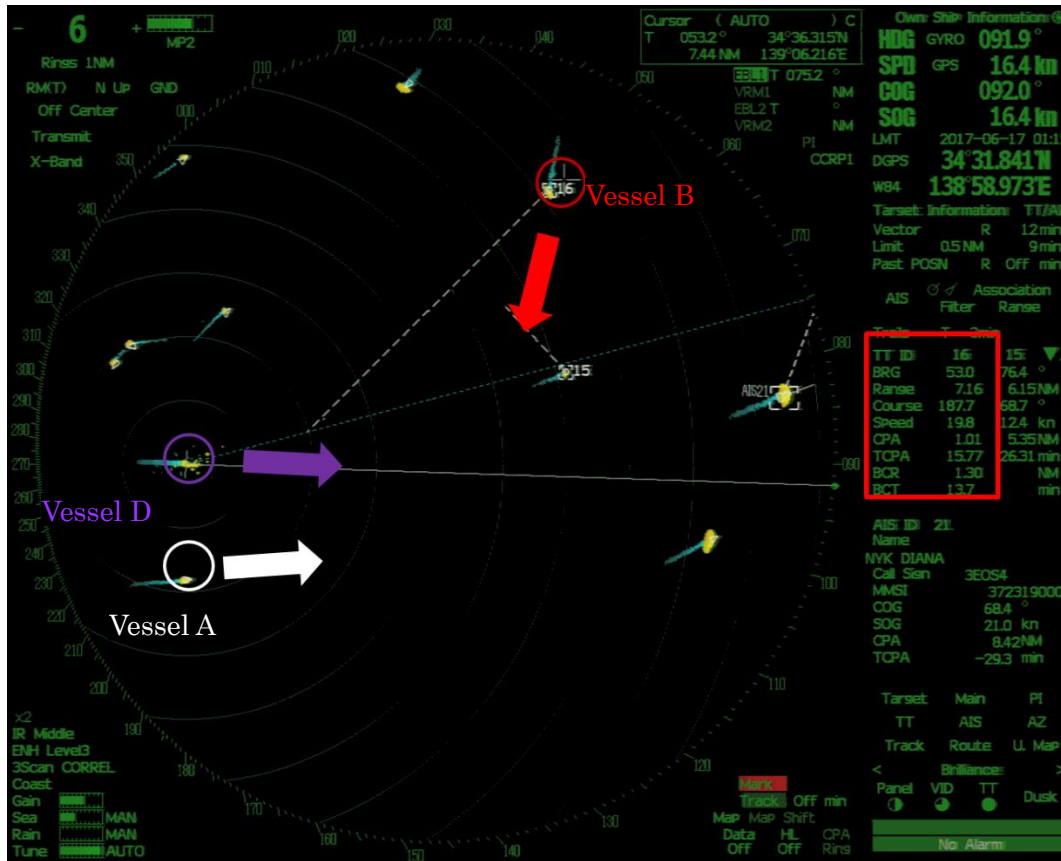 - 6 +
MP2
Rings 1NM
RM(T) N Up GND
Off Center
Transmit
X-Band
Cursor ( AUTO ) C
T 053.2° 34°36.315'N
7.44 NM 139°06.216'E
EBL1 T 075.2 °
VRM1 NM
EBL2 T °
VRM2 NM
PI
CCRP1
Own Ship Information
HDG GYRO 091.9 °
SPD GPS 16.4 kn
COG 092.0 °
SOG 16.4 kn
LMT 2017-06-17 01:1
DGPS 34°31.841'N
W84 138°58.973'E
Target Information TT/AI
Vector R 12min
Limit 0.5 NM 9min
Past POSN R Off min
AIS Association
Filter Range
Trails T
TT ID 16 15 ▼
BRG 53.0 76.4 °
Range 7.16 6.15NM
Course 187.7 68.7 °
Speed 19.8 12.4 kn
CPA 1.01 5.35NM
TCPA 15.77 26.31 min
BCR 1.30 NM
BCT 13.7 min
AIS ID 21
Name
NYK DIANA
Call Sign 3EOS4
MMSI 372319000
COG 68.4 °
SOG 21.0 kn
CPA 8.42NM
TCPA -29.3 min
Target Main PI
TT AIS AZ
Track Route U. Map
< Brilliance >
Panel VID TT
Dusk
No Alarm
000
010
020
030
040
050
060
070
080
090
100
110
120
130
140
150
160
170
180
190
200
210
220
230
240
250
260
270
280
290
300
310
320
330
340
350
16
Vessel B
15
AIS21
Vessel D
Vessel A
x2
IR Middle
ENH Level3
3Scan CORREL
Coast
Gain
Sea MAN
Rain MAN
Tune AUTO
Mark
Track Off min
Map Map Shift
Data HL CPA
Off Off Ring